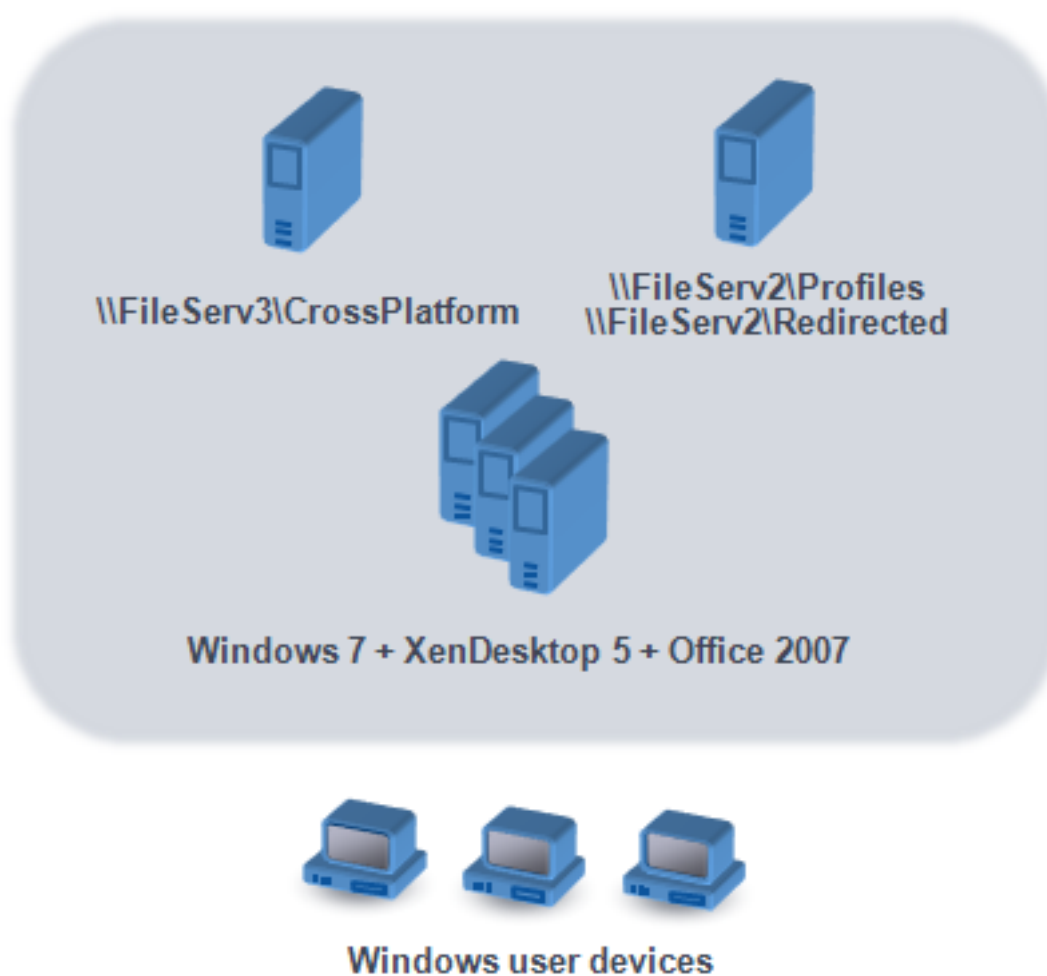 \\FileServ3\CrossPlatform
\\FileServ2\Profiles
\\FileServ2\Redirected
Windows 7 + XenDesktop 5 + Office 2007
Windows user devices